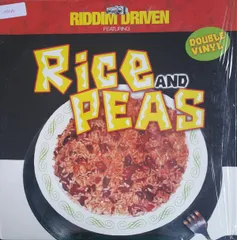 RIDDIM DRIVEN
FEATURING
DOUBLE
VINYL
RICE AND
PEAS